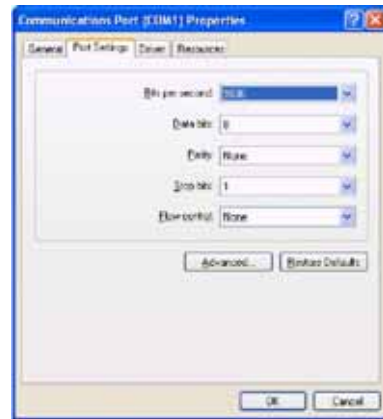 Communications Port (COM1) Properties
General Port Settings Driver Resources
Bits per second:
Data bits: 8
Parity: None
Stop bits: 1
Flow control: None
Advanced... Restore Defaults
OK Cancel